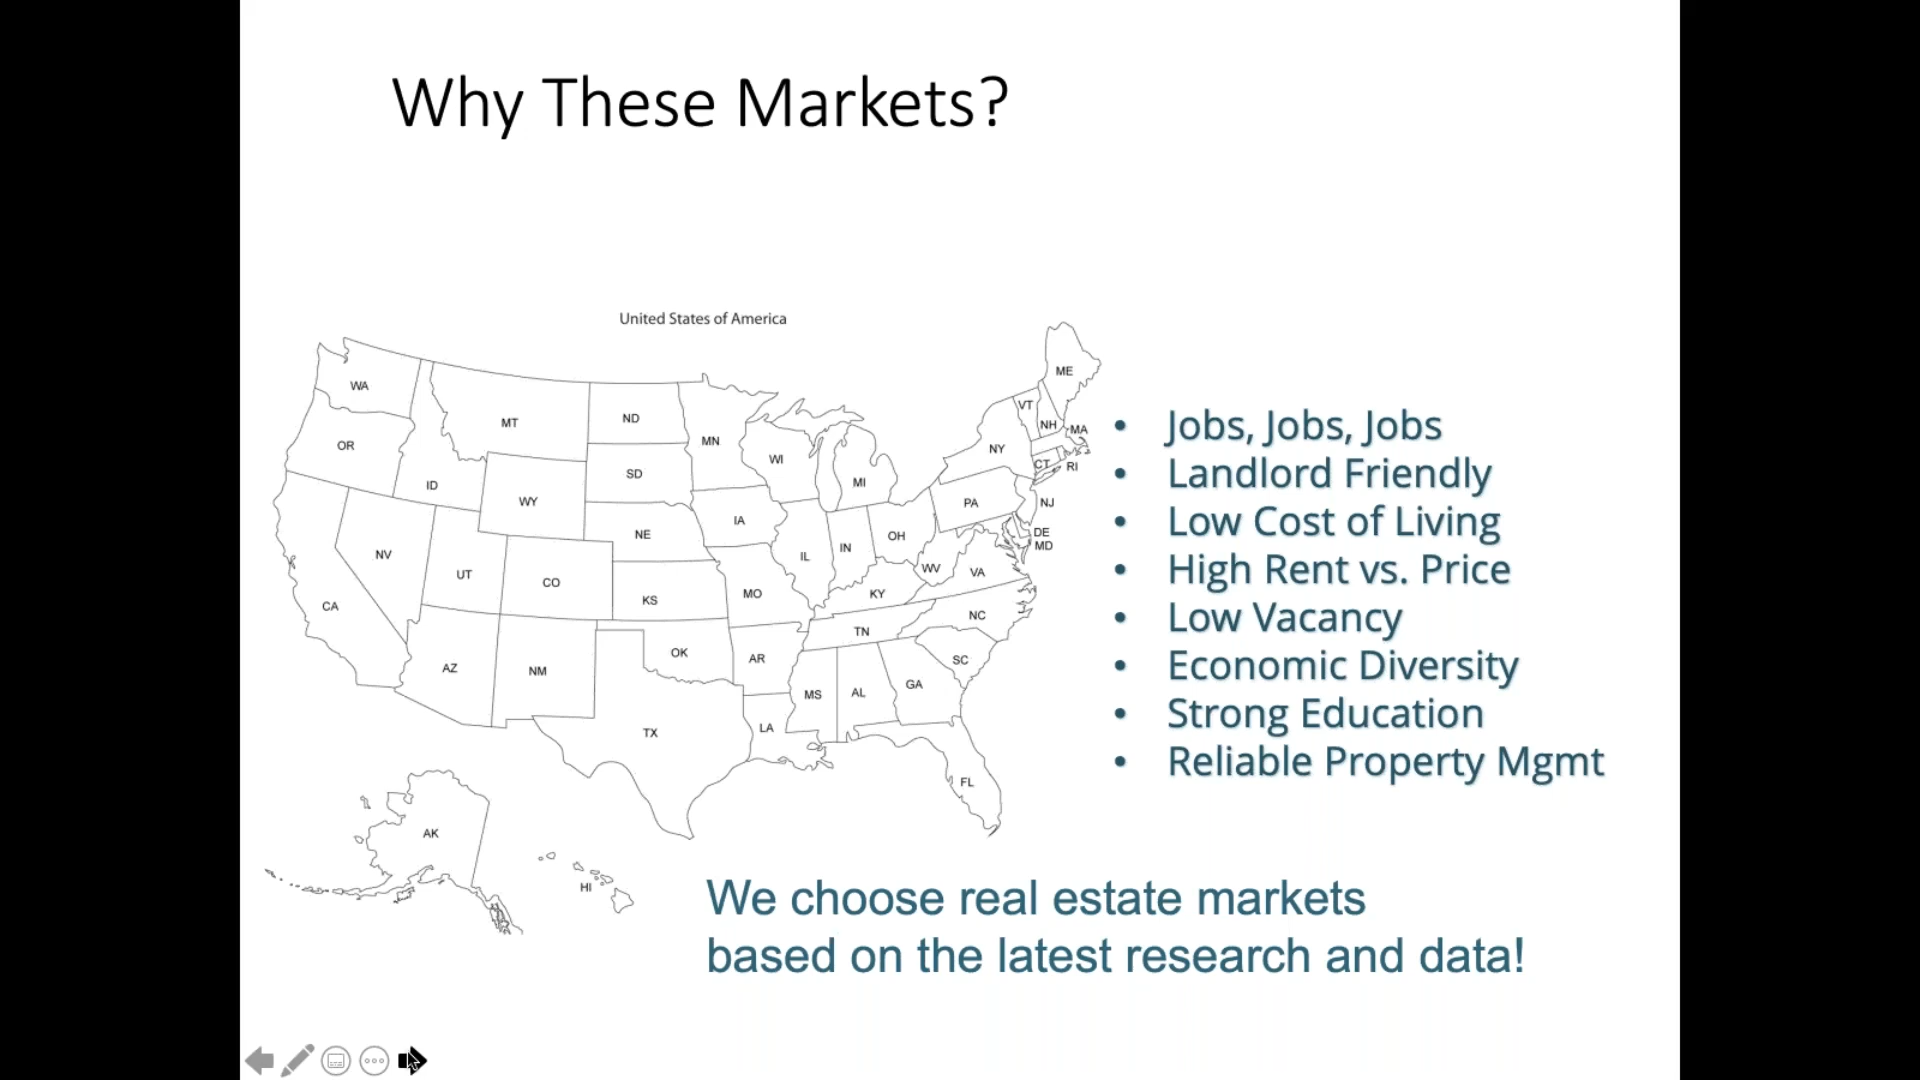 Why These Markets?
United States of America
WA
OR
CA
ID
NV
MT
WY
UT
AZ
CO
NM
ND
SD
NE
KS
OK
TX
MN
IA
MO
AR
LA
WI
IL
MI
IN
OH
KY
TN
MS
AL
GA
FL
SC
NC
VA
WV
PA
NY
VT
NH
ME
MA
CT
RI
NJ
DE
MD
AK
HI
• Jobs, Jobs, Jobs
• Landlord Friendly
• Low Cost of Living
• High Rent vs. Price
• Low Vacancy
• Economic Diversity
• Strong Education
• Reliable Property Mgmt
We choose real estate markets
based on the latest research and data!